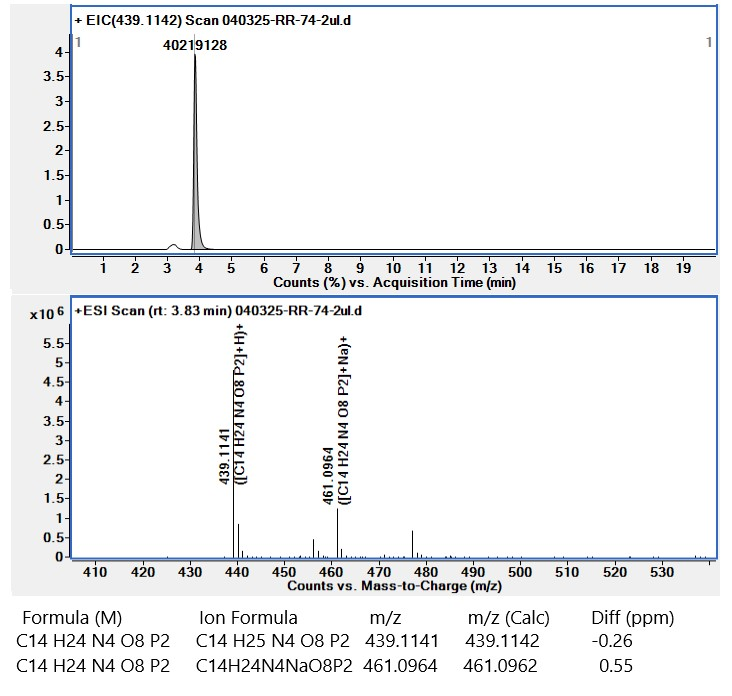 + EIC(439.1142) Scan 040325-RR-74-2ul.d
1 1
40219128
4
3.5
3
2.5
2
1.5
1
0.5
0
1 2 3 4 5 6 7 8 9 10 11 12 13 14 15 16 17 18 19
Counts (%) vs. Acquisition Time (min)
x10 6 +ESI Scan (rt: 3.83 min) 040325-RR-74-2ul.d
5.5
5
4.5
4
3.5
3
2.5
2
1.5
1
0.5
0
439.1141
([C14 H24 N4 O8 P2]+H)+
461.0964
([C14 H24 N4 O8 P2]+Na)+
410 420 430 440 450 460 470 480 490 500 510 520 530
Counts vs. Mass-to-Charge (m/z)
Formula (M) Ion Formula m/z m/z (Calc) Diff (ppm)
C14 H24 N4 O8 P2 C14 H25 N4 O8 P2 439.1141 439.1142 -0.26
C14 H24 N4 O8 P2 C14H24N4NaO8P2 461.0964 461.0962 0.55